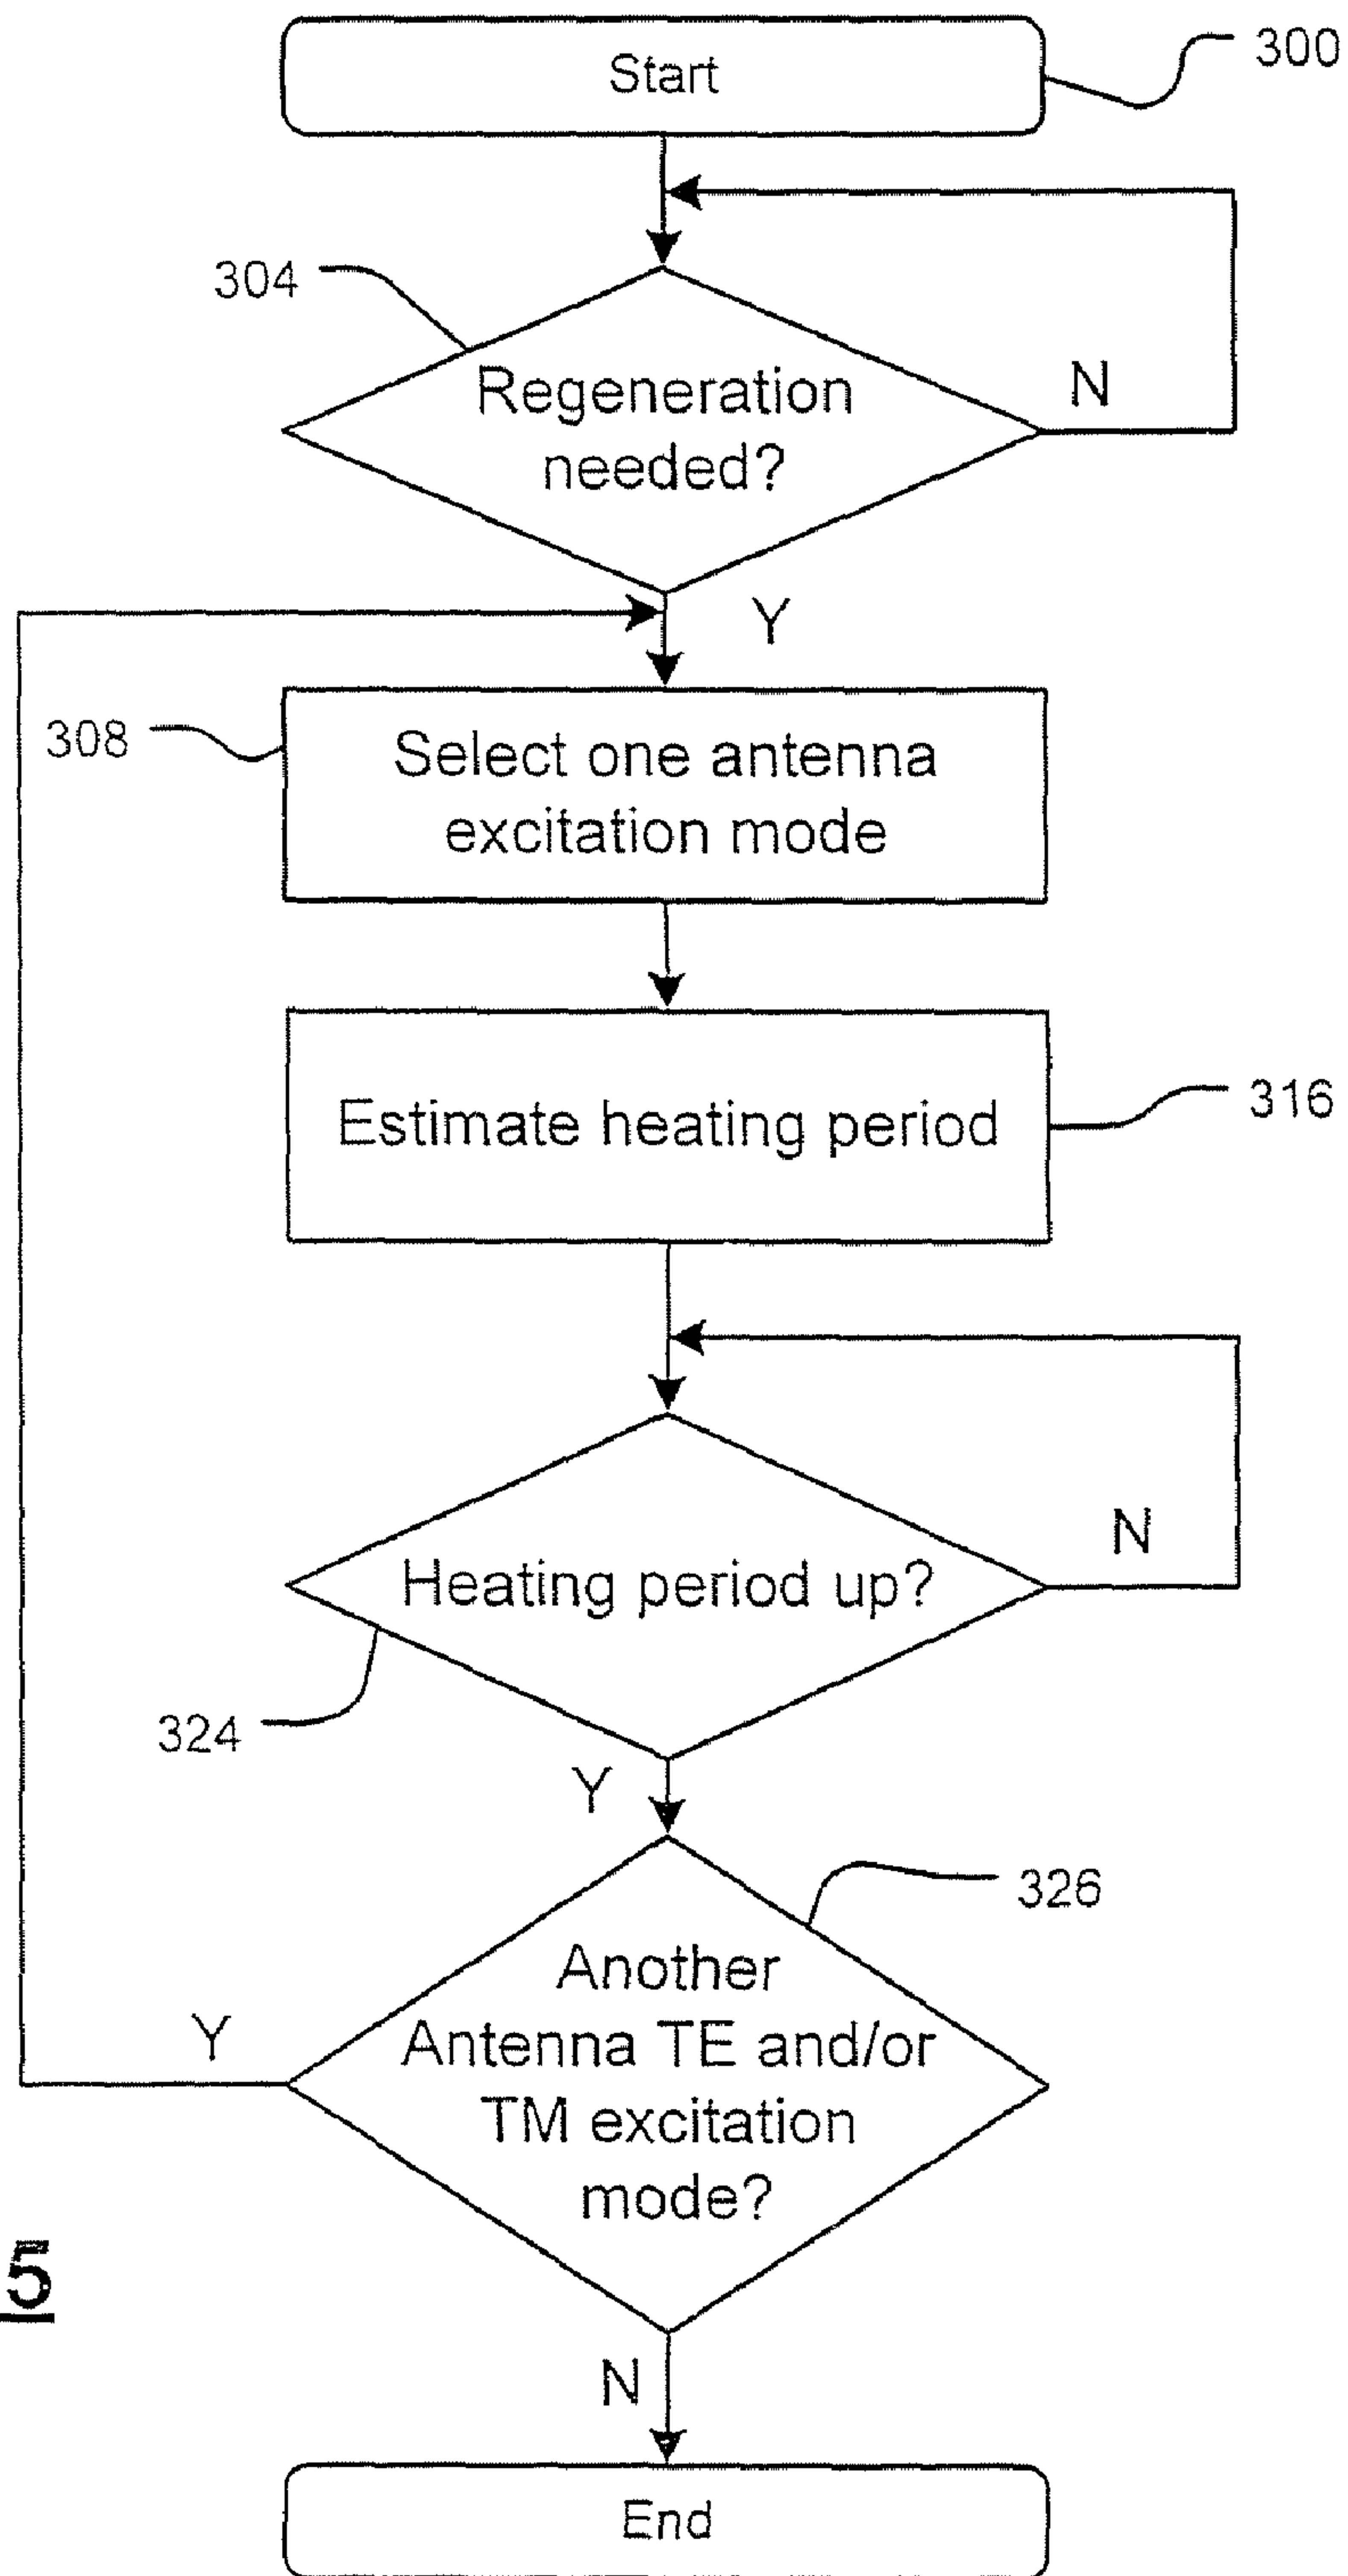 Start
300
304
Regeneration
needed?
N
Y
308
Select one antenna
excitation mode
Estimate heating period
316
Heating period up?
N
324
Y
326
Another
Antenna TE and/or
TM excitation
mode?
Y
5
N
End